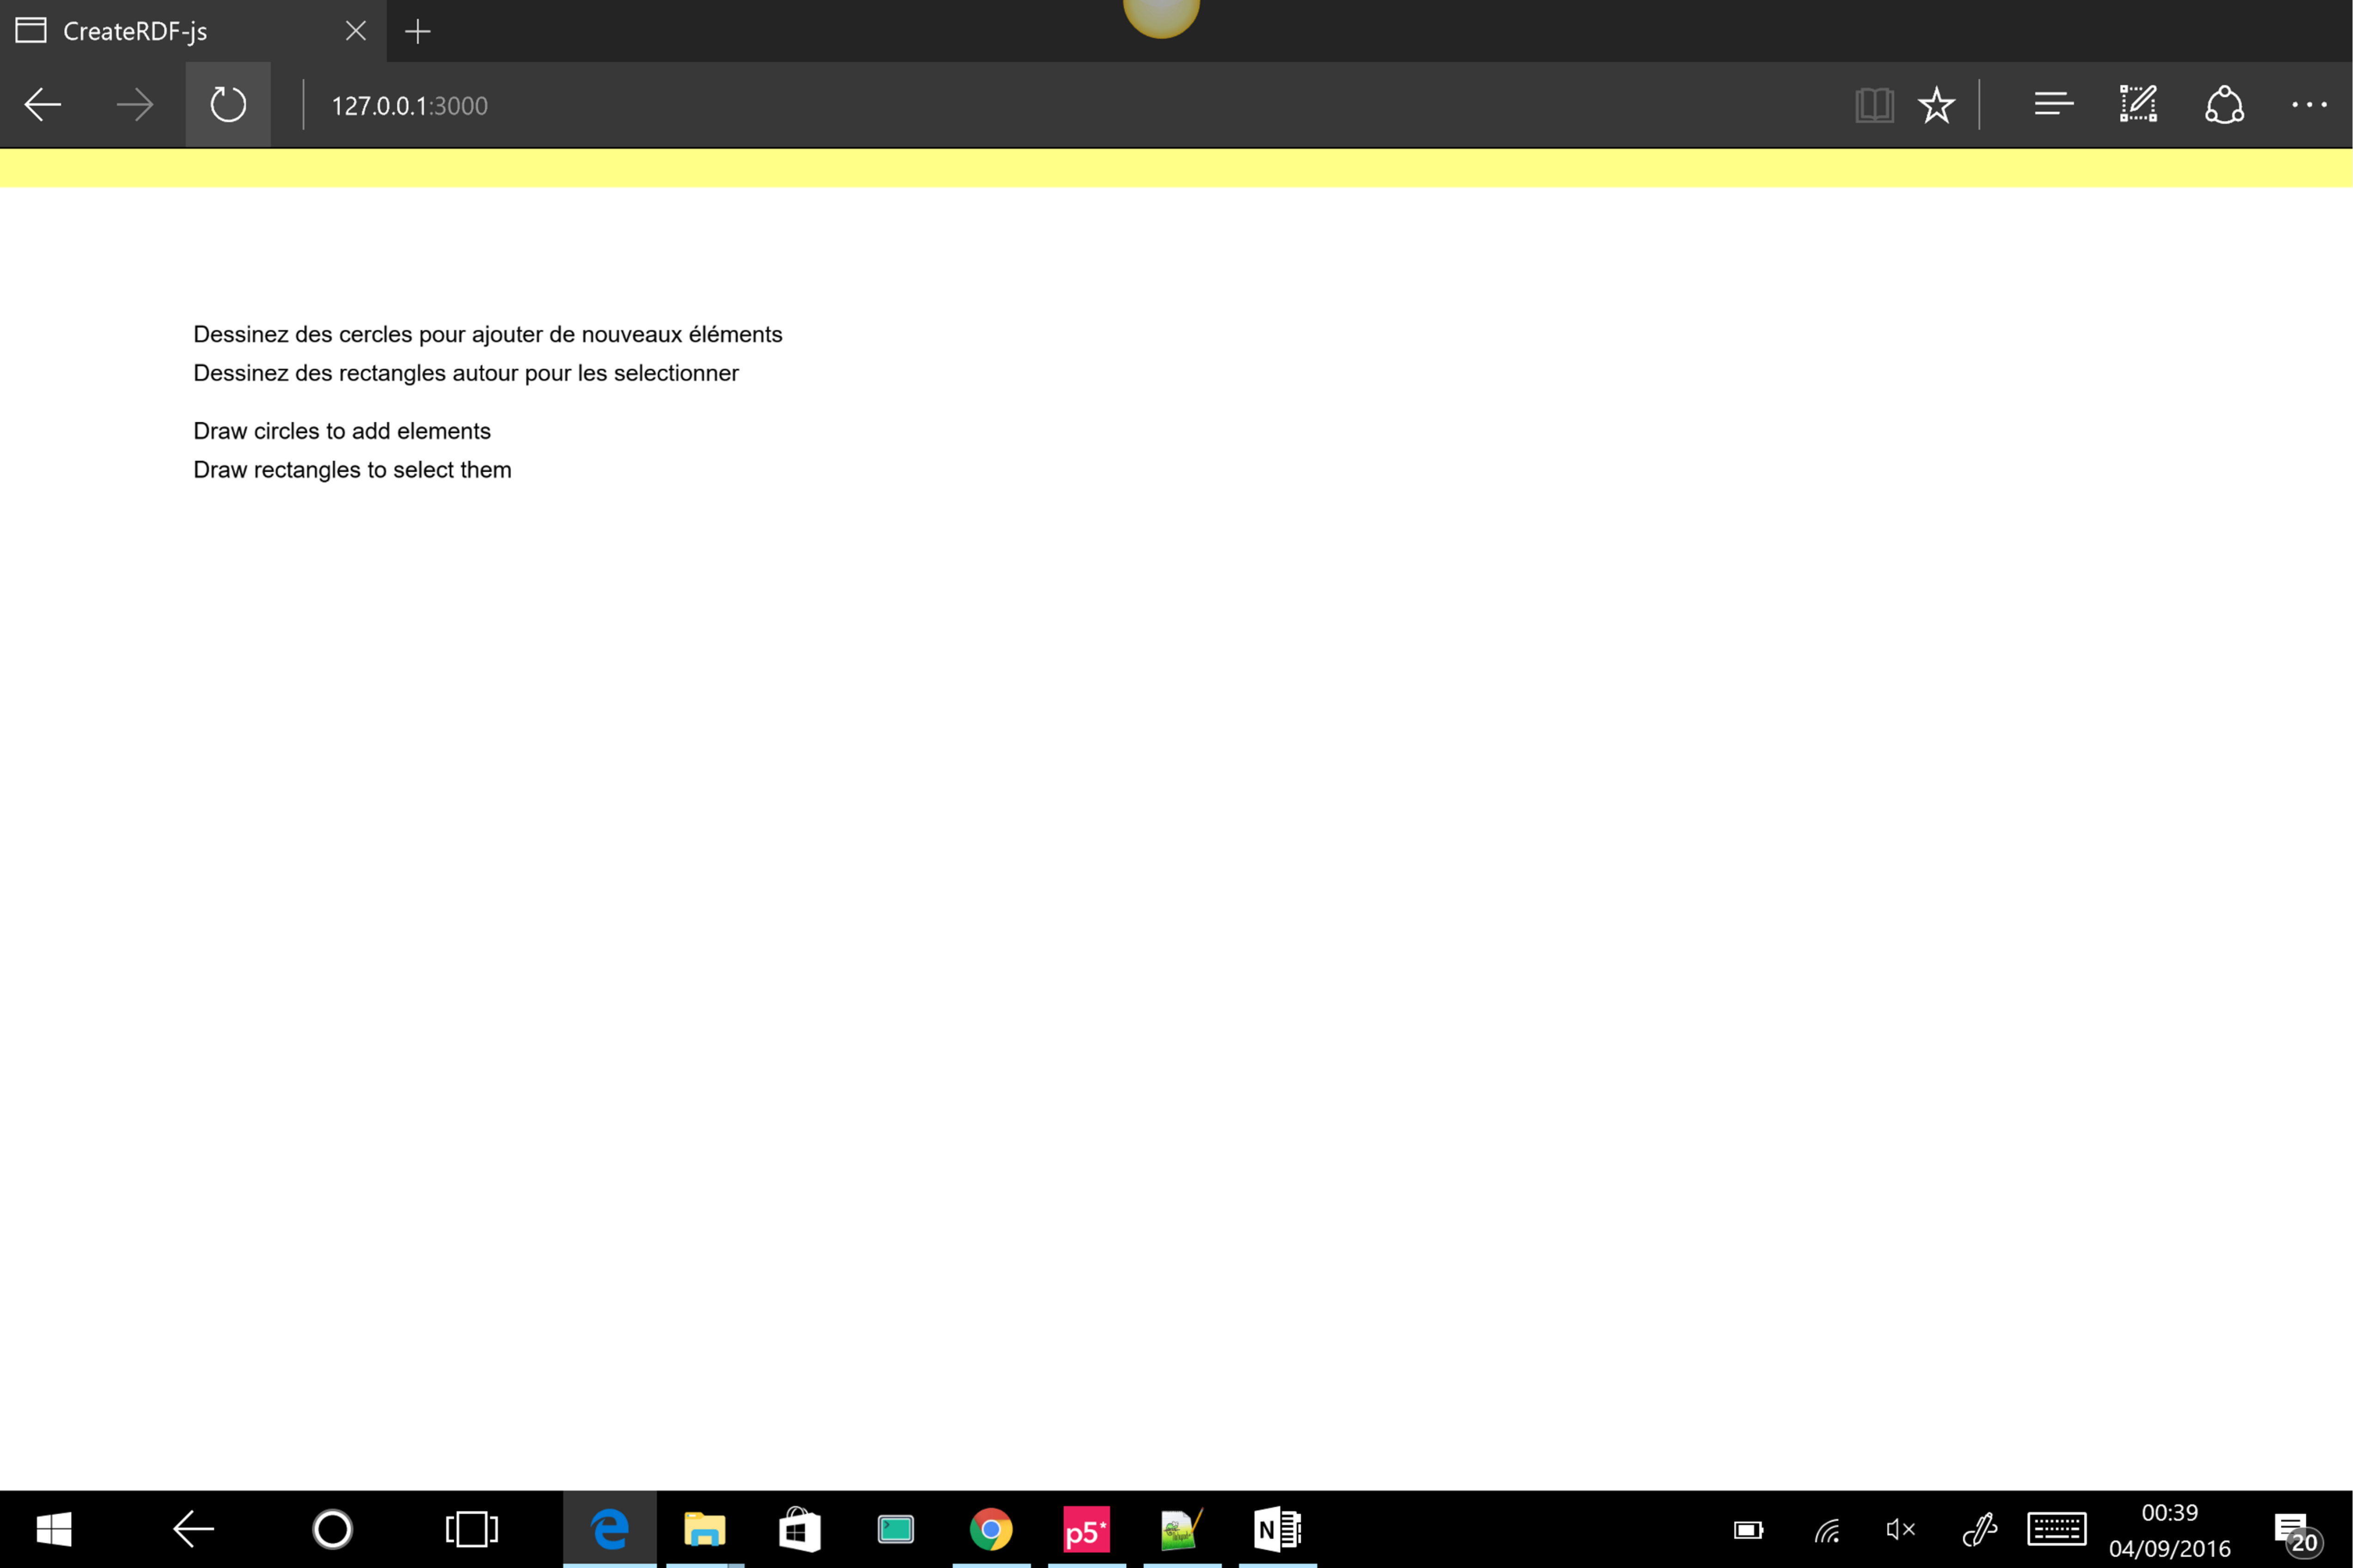 CreateRDF-js
127.0.0.1:3000
Dessinez des cercles pour ajouter de nouveaux éléments
Dessinez des rectangles autour pour les selectionner
Draw circles to add elements
Draw rectangles to select them
p5*
N
00:39
04/09/2016
20